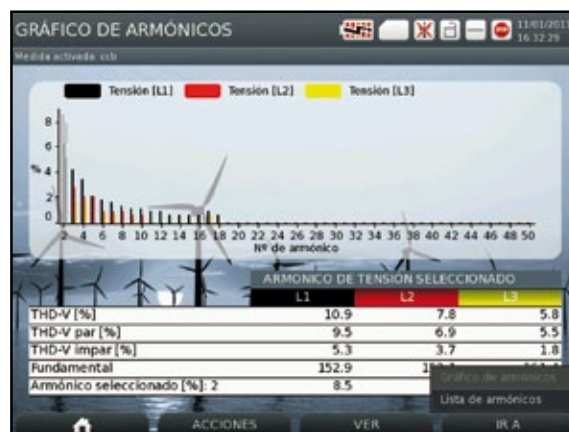 GRÁFICO DE ARMÓNICOS
11/01/2011
16:32:29
Medida activada: ccb
Tensión [L1] Tensión [L2] Tensión [L3]
8
6
% 4
2
0
2 4 6 8 10 12 14 16 18 20 22 24 26 28 30 32 34 36 38 40 42 44 46 48 50
Nº de armónico
ARMÓNICO DE TENSIÓN SELECCIONADO
L1 L2 L3
THD-V [%] 10.9 7.8 5.8
THD-V par [%] 9.5 6.9 5.5
THD-V impar [%] 5.3 3.7 1.8
Fundamental 152.9
Armónico seleccionado [%]: 2 8.5
Gráfico de armónicos
Lista de armónicos
ACCIONES VER IR A